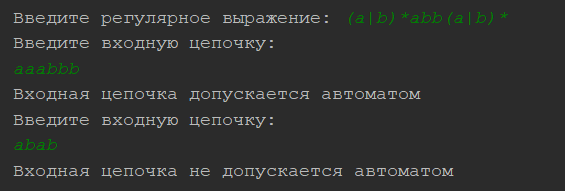 Введите регулярное выражение: (a|b)*abb(a|b)*
Введите входную цепочку:
aaabbb
Входная цепочка допускается автоматом
Введите входную цепочку:
abab
Входная цепочка не допускается автоматом